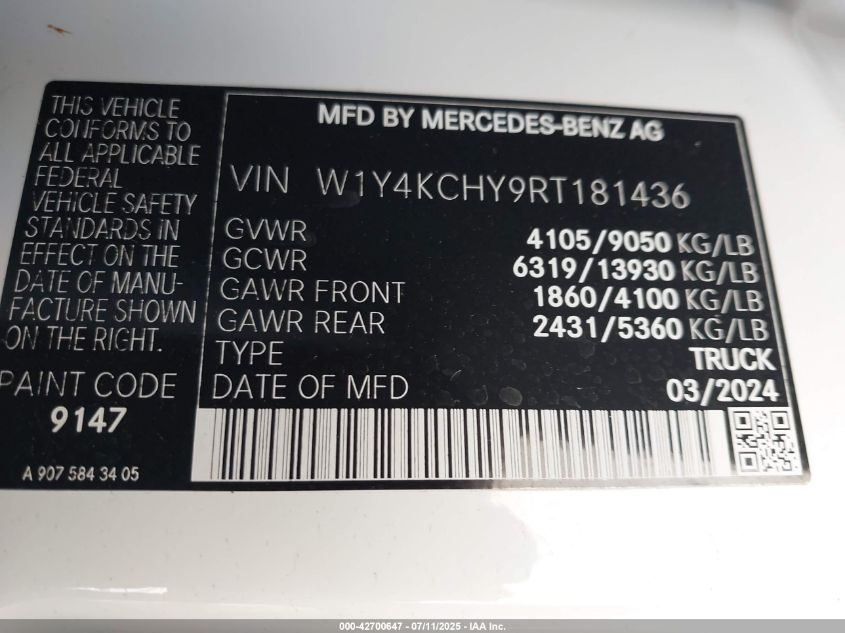 THIS VEHICLE
CONFORMS TO
ALL APPLICABLE
FEDERAL
VEHICLE SAFETY
STANDARDS IN
EFFECT ON THE
DATE OF MANU-
FACTURE SHOWN
ON THE RIGHT.
PAINT CODE
9147
A 907 584 34 05
MFD BY MERCEDES-BENZ AG
VIN W1Y4KCHY9RT181436
GVWR 4105/9050 KG/LB
GCWR 6319/13930 KG/LB
GAWR FRONT 1860/4100 KG/LB
GAWR REAR 2431/5360 KG/LB
TYPE TRUCK
DATE OF MFD 03/2024
000-42700647 - 07/11/2025 - IAA Inc.